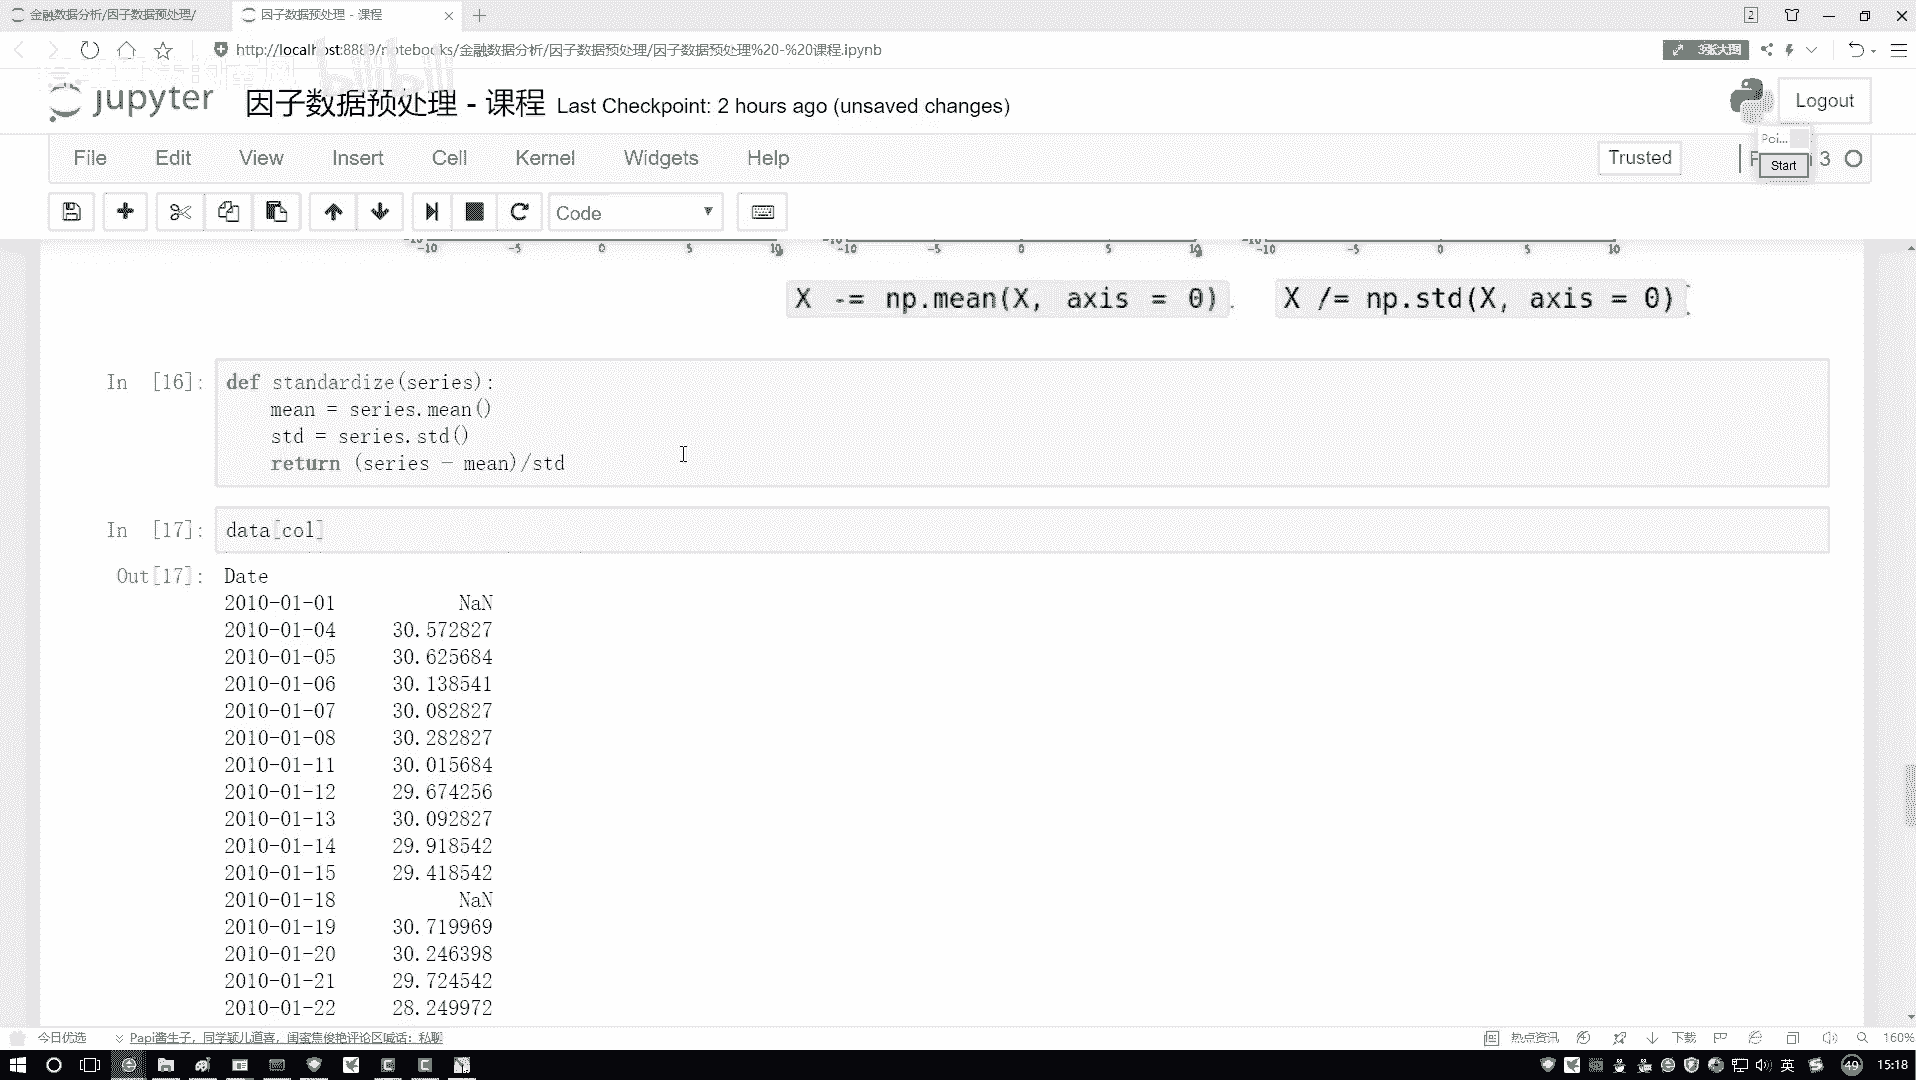 金融数据分析/因子数据预处理/
因子数据预处理 - 课程
2
http://localhost:8889/notebooks/金融数据分析/因子数据预处理/因子数据预处理%20-%20课程.ipynb
3张大图
bilibili
jupyter
因子数据预处理 - 课程 Last Checkpoint: 2 hours ago (unsaved changes)
Logout
Poi...
File Edit View Insert Cell Kernel Widgets Help
Trusted
3
Start
Code
-10 -5 0 5 10 -10 -5 0 5 10 -10 -5 0 5 10
X -= np.mean(X, axis = 0).
X /= np.std(X, axis = 0).
In [16]: def standardize(series):
mean = series.mean()
std = series.std()
return (series - mean)/std
In [17]: data[col]
Out[17]: Date
2010-01-01 NaN
2010-01-04 30.572827
2010-01-05 30.625684
2010-01-06 30.138541
2010-01-07 30.082827
2010-01-08 30.282827
2010-01-11 30.015684
2010-01-12 29.674256
2010-01-13 30.092827
2010-01-14 29.918542
2010-01-15 29.418542
2010-01-18 NaN
2010-01-19 30.719969
2010-01-20 30.246398
2010-01-21 29.724542
2010-01-22 28.249972
今日优选
Papi酱生子，同学颖儿道喜，闺蜜焦俊艳评论区喊话：私聊
热点资讯
下载
160%
英
49
15:18